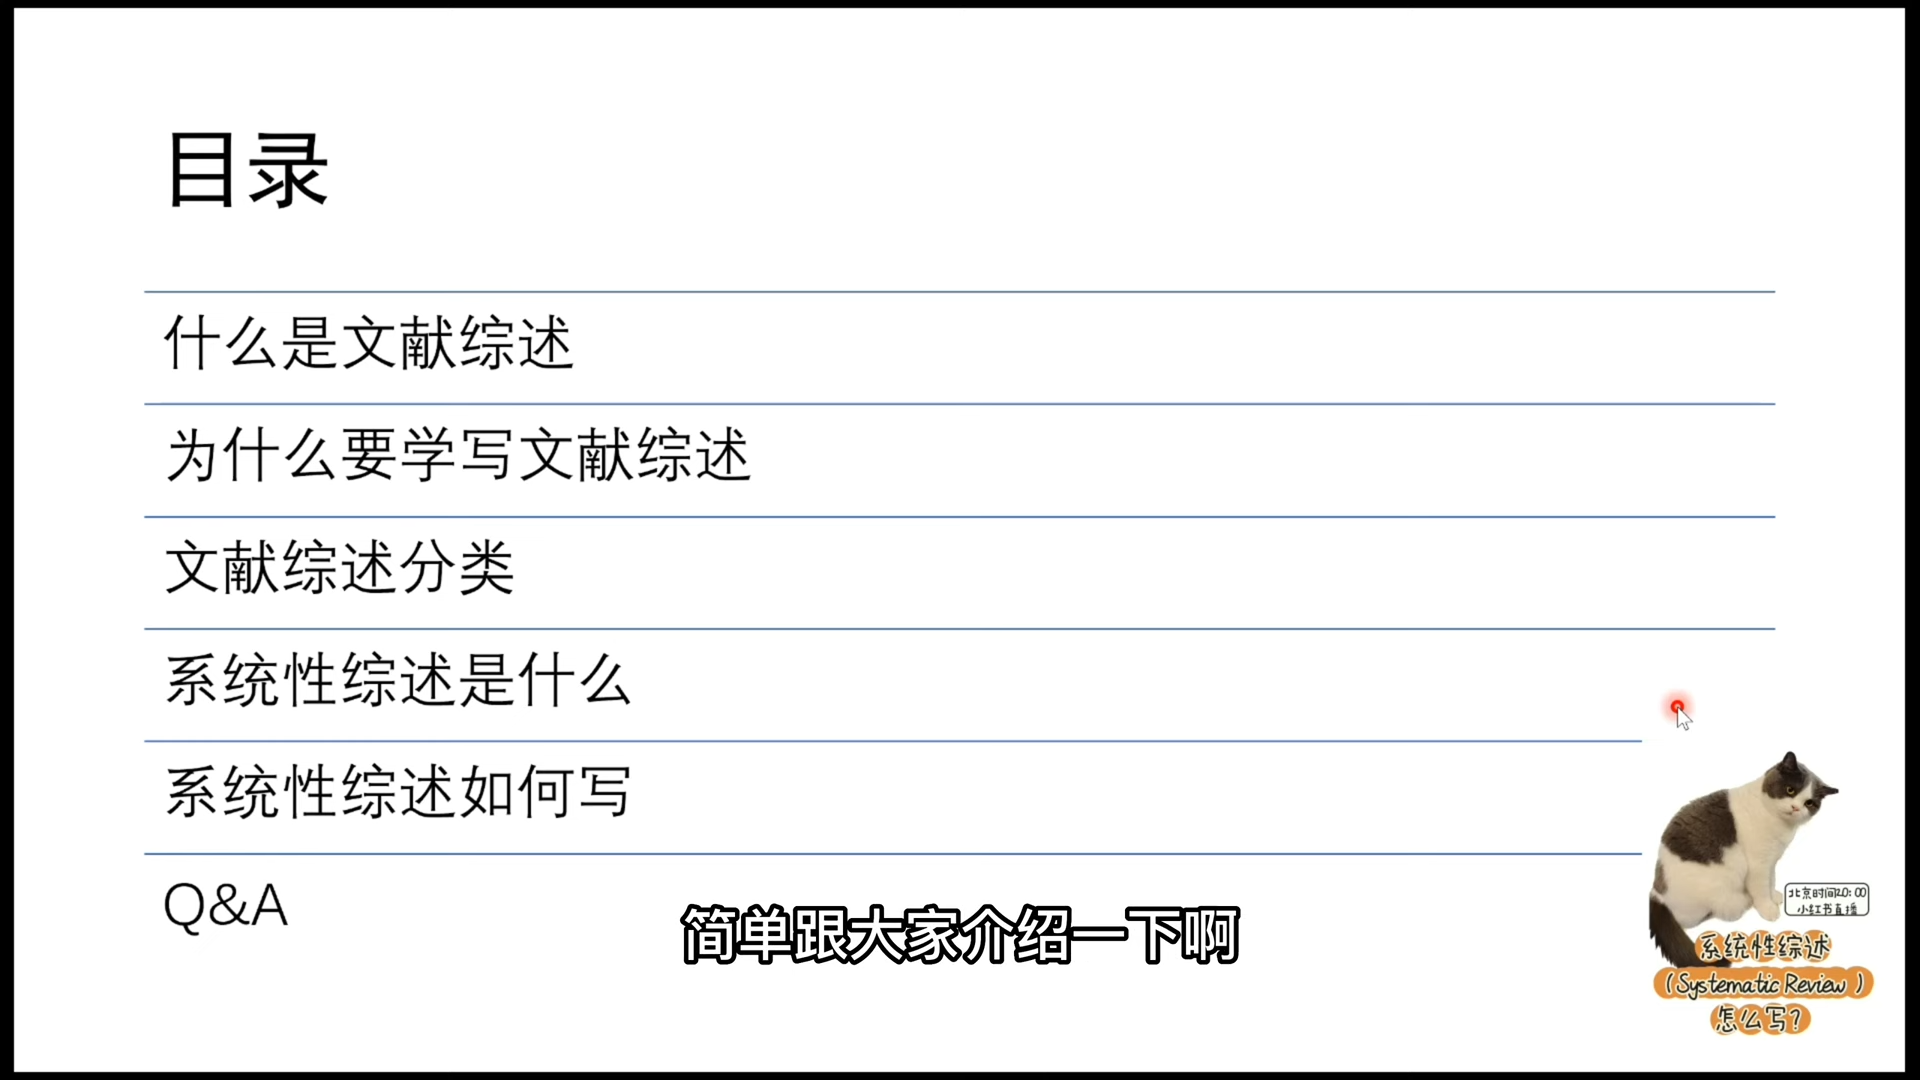 目录
什么是文献综述
为什么要学写文献综述
文献综述分类
系统性综述是什么
系统性综述如何写
Q&A
简单跟大家介绍一下啊
北京时间20:00
小红书直播
系统性综述
(Systematic Review)
怎么写?